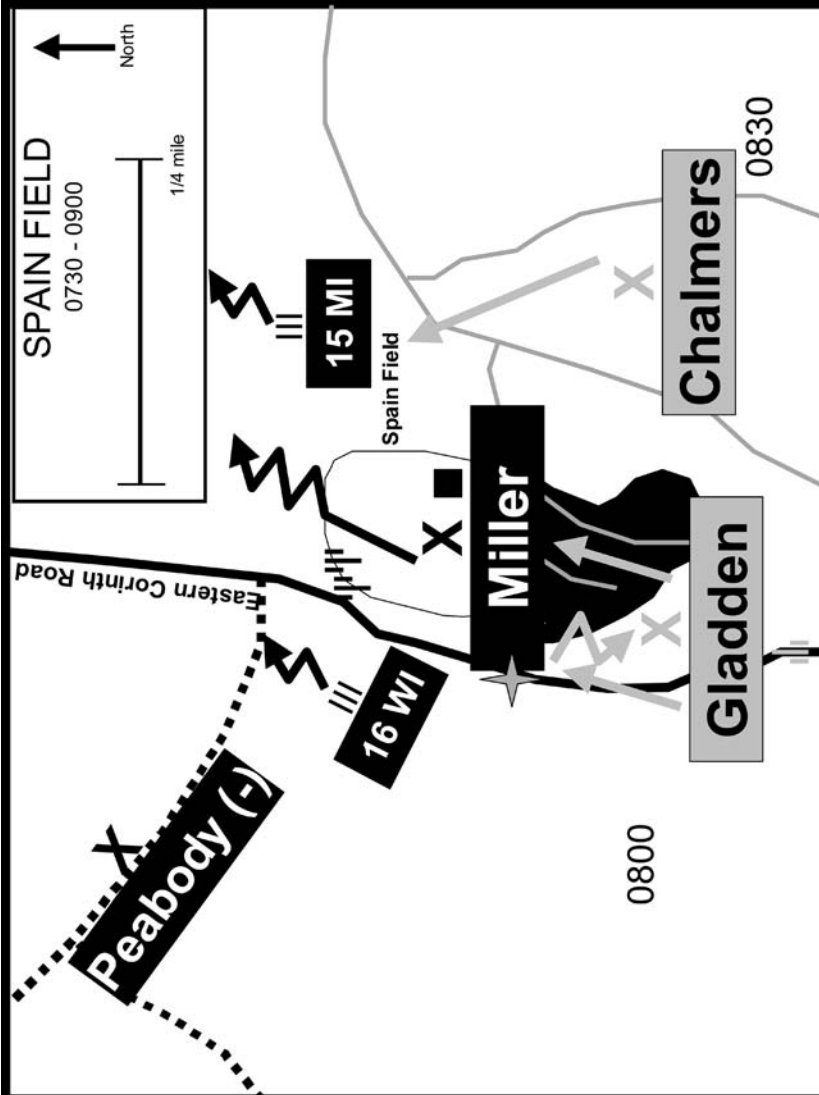 SPAIN FIELD
0730 - 0900
1/4 mile
North
Eastern Corinth Road
15 MI
Spain Field
16 WI
Miller
Peabody (-)
Chalmers
0830
Gladden
0800